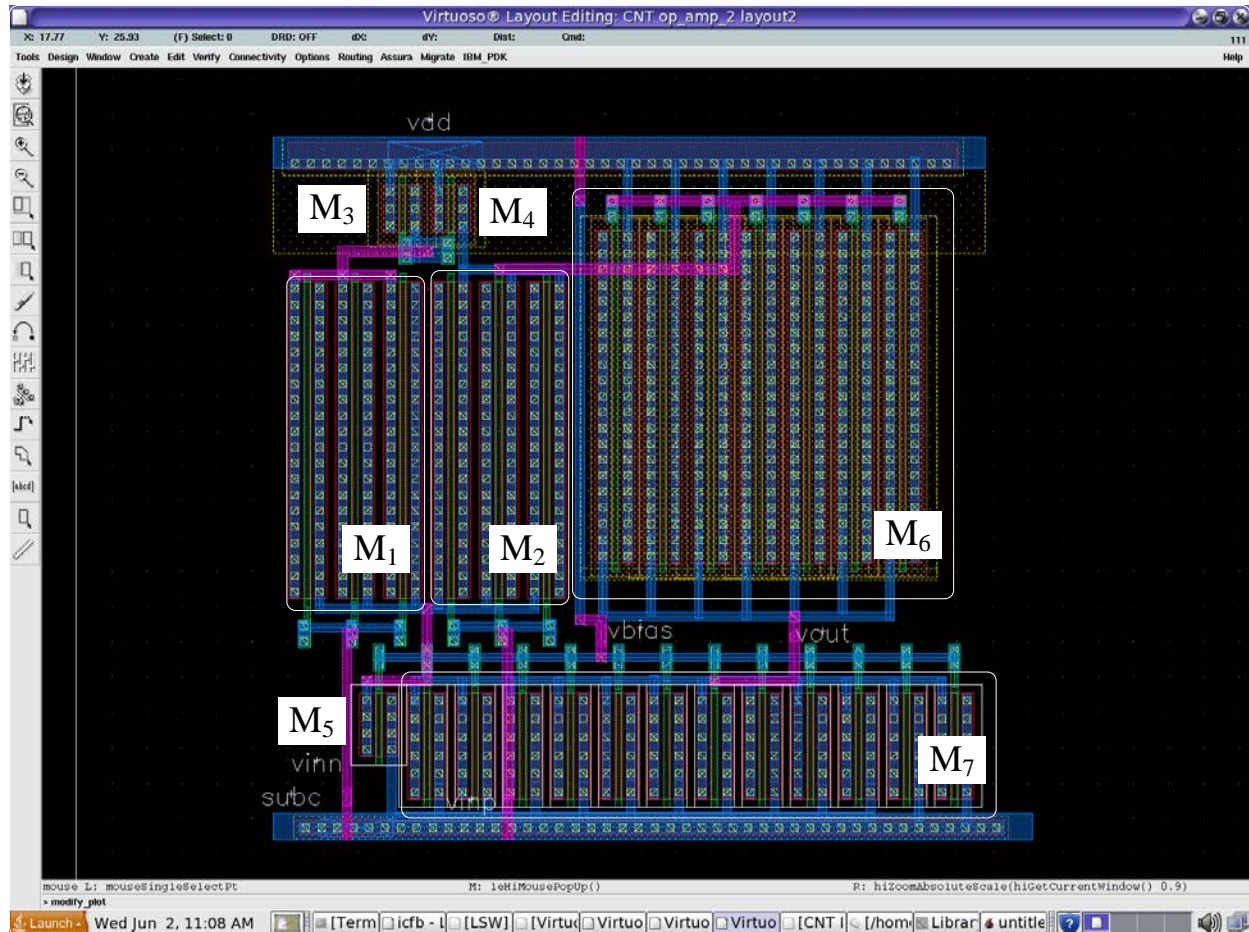 Virtuoso® Layout Editing: CNT op_amp_2 layout2
X: 17.77 Y: 25.93 (F) Select: 0 DRD: OFF dX: dY: Dist: Cmd:
111
Tools Design Window Create Edit Verify Connectivity Options Routing Assura Migrate IBM_PDK Help
[abcd]
vdd
M3
M4
M1
M2
M6
vbias
vout
M5
M7
vinn
subc
vinp
mouse L: mouseSingleSelectPt M: leHiMousePopUp() R: hiZoomAbsoluteScale(hiGetCurrentWindow() 0.9)
> modify_plot
Launch Wed Jun 2, 11:08 AM [Term icfb - L [LSW] [Virtu Virtuo Virtuo Virtuo [CNT [/hom Librar untitle